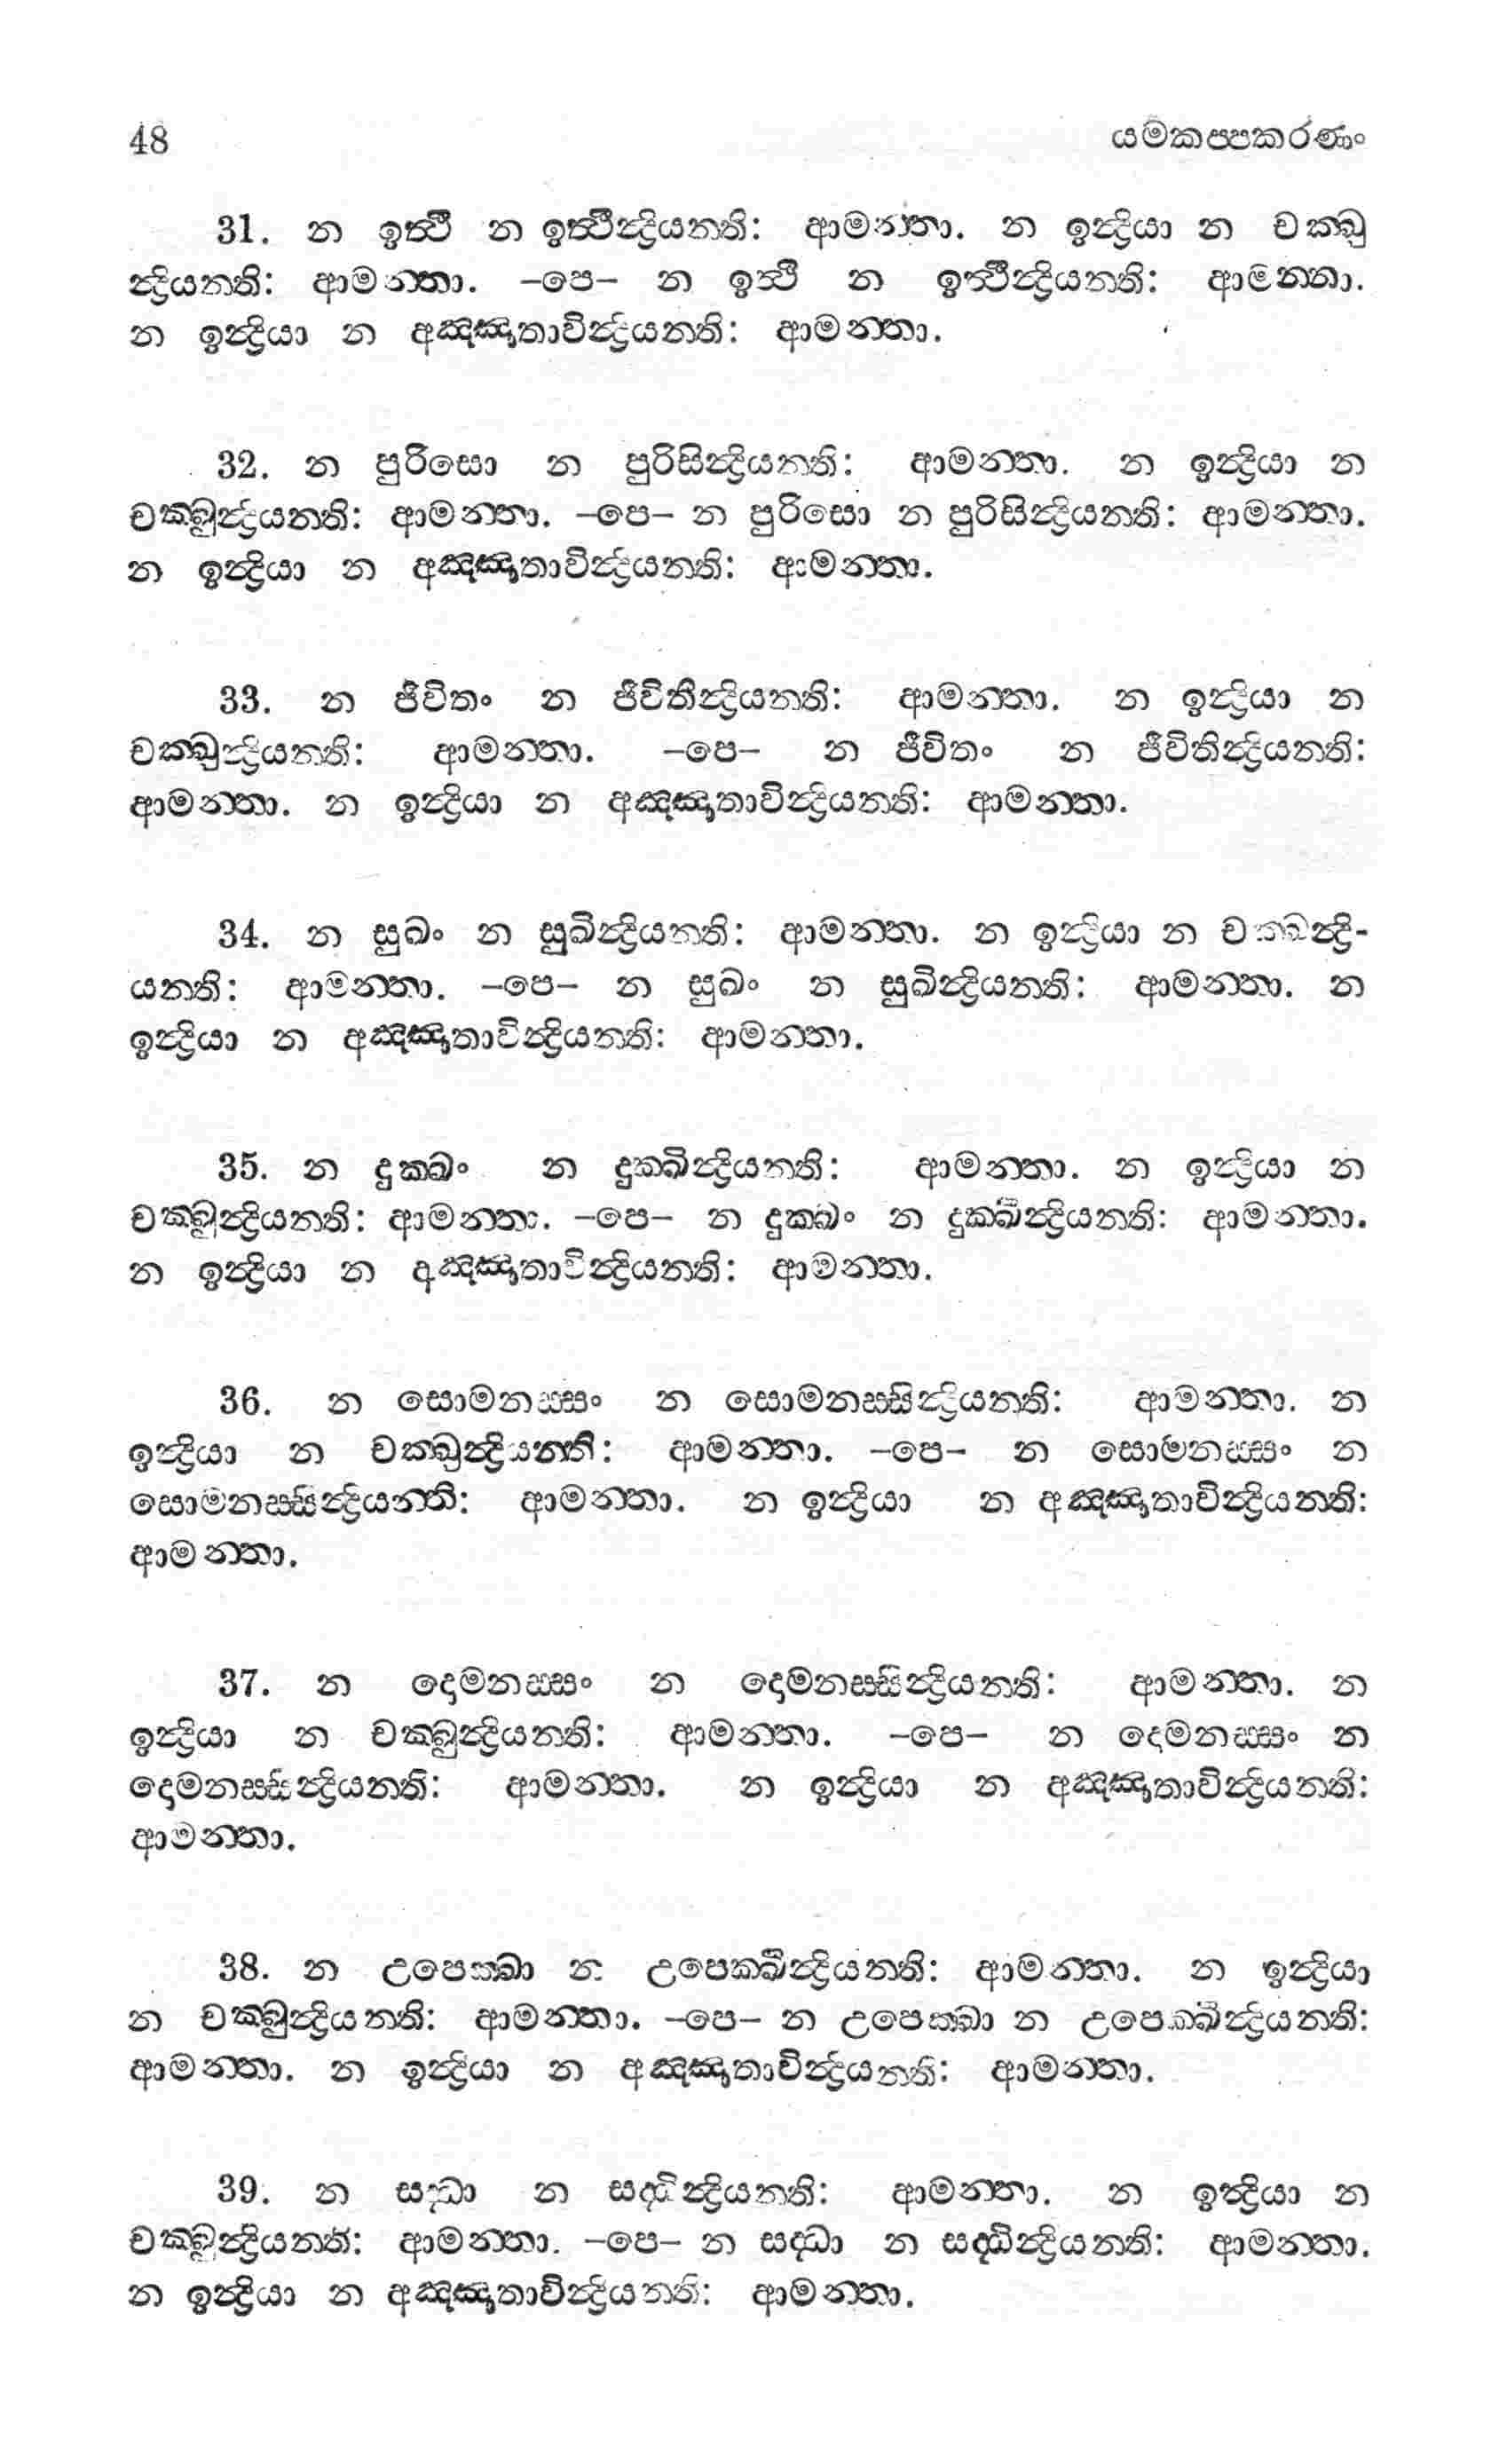 48 යමකප්පකරණං
31. න ඉත්ථී න ඉත්ථීන්ද්‍රියන්ති: ආමන්තා. න ඉන්ද්‍රියා න චක්ඛු
න්ද්‍රියන්ති: ආමන්තා. –පෙ– න ඉත්ථී න ඉත්ථීන්ද්‍රියන්ති: ආමන්තා.
න ඉන්ද්‍රියා න අඤ්ඤාතාවින්ද්‍රියන්ති: ආමන්තා.
32. න පුරිසො න පුරිසින්ද්‍රියන්ති: ආමන්තා. න ඉන්ද්‍රියා න
චක්ඛුන්ද්‍රියන්ති: ආමන්තා. –පෙ– න පුරිසො න පුරිසින්ද්‍රියන්ති: ආමන්තා.
න ඉන්ද්‍රියා න අඤ්ඤාතාවින්ද්‍රියන්ති: ආමන්තා.
33. න ජීවිතං න ජීවිතින්ද්‍රියන්ති: ආමන්තා. න ඉන්ද්‍රියා න
චක්ඛුන්ද්‍රියන්ති: ආමන්තා. –පෙ– න ජීවිතං න ජීවිතින්ද්‍රියන්ති:
ආමන්තා. න ඉන්ද්‍රියා න අඤ්ඤාතාවින්ද්‍රියන්ති: ආමන්තා.
34. න සුඛං න සුඛින්ද්‍රියන්ති: ආමන්තා. න ඉන්ද්‍රියා න චක්ඛන්ද්‍රි-
යන්ති: ආමන්තා. –පෙ– න සුඛං න සුඛින්ද්‍රියන්ති: ආමන්තා. න
ඉන්ද්‍රියා න අඤ්ඤාතාවින්ද්‍රියන්ති: ආමන්තා.
35. න දුක්ඛං න දුක්ඛින්ද්‍රියන්ති: ආමන්තා. න ඉන්ද්‍රියා න
චක්ඛුන්ද්‍රියන්ති: ආමන්තා. –පෙ– න දුක්ඛං න දුක්ඛින්ද්‍රියන්ති: ආමන්තා.
න ඉන්ද්‍රියා න අඤ්ඤාතාවින්ද්‍රියන්ති: ආමන්තා.
36. න සොමනස්සං න සොමනස්සින්ද්‍රියන්ති: ආමන්තා. න
ඉන්ද්‍රියා න චක්ඛුන්ද්‍රියන්ති: ආමන්තා. –පෙ– න සොමනස්සං න
සොමනස්සින්ද්‍රියන්ති: ආමන්තා. න ඉන්ද්‍රියා න අඤ්ඤාතාවින්ද්‍රියන්ති:
ආමන්තා.
37. න දොමනස්සං න දොමනස්සින්ද්‍රියන්ති: ආමන්තා. න
ඉන්ද්‍රියා න චක්ඛුන්ද්‍රියන්ති: ආමන්තා. –පෙ– න දොමනස්සං න
දොමනස්සින්ද්‍රියන්ති: ආමන්තා. න ඉන්ද්‍රියා න අඤ්ඤාතාවින්ද්‍රියන්ති:
ආමන්තා.
38. න උපෙක්ඛා න උපෙක්ඛින්ද්‍රියන්ති: ආමන්තා. න ඉන්ද්‍රියා
න චක්ඛුන්ද්‍රියන්ති: ආමන්තා. –පෙ– න උපෙක්ඛා න උපෙක්ඛින්ද්‍රියන්ති:
ආමන්තා. න ඉන්ද්‍රියා න අඤ්ඤාතාවින්ද්‍රියන්ති: ආමන්තා.
39. න සද්ධා න සද්ධින්ද්‍රියන්ති: ආමන්තා. න ඉන්ද්‍රියා න
චක්ඛුන්ද්‍රියන්ති: ආමන්තා. –පෙ– න සද්ධා න සද්ධින්ද්‍රියන්ති: ආමන්තා.
න ඉන්ද්‍රියා න අඤ්ඤාතාවින්ද්‍රියන්ති: ආමන්තා.